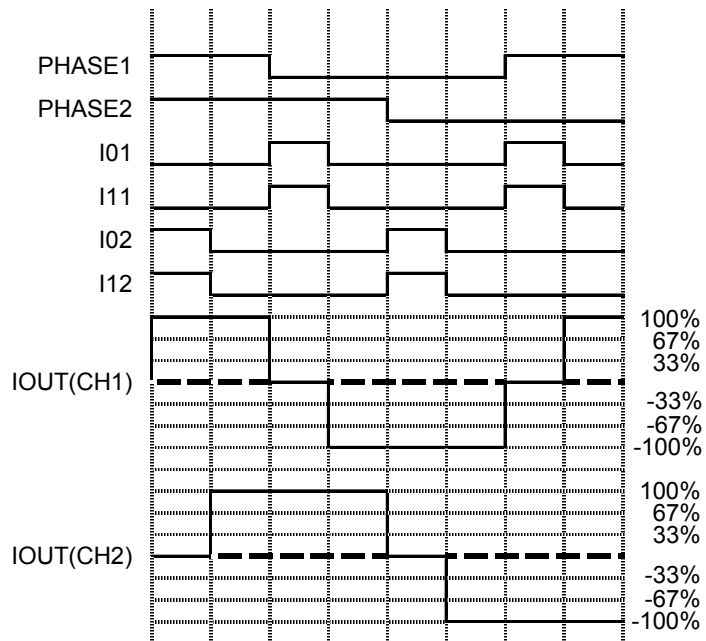 PHASE1
PHASE2
I01
I11
I02
I12
IOUT(CH1)
100%
67%
33%
-33%
-67%
-100%
IOUT(CH2)
100%
67%
33%
-33%
-67%
-100%